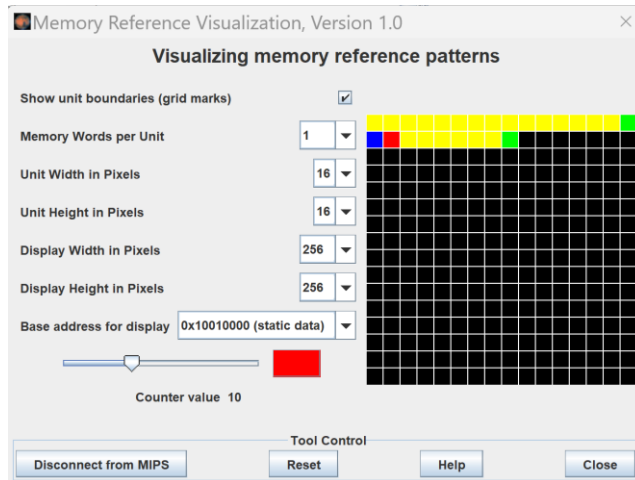 Memory Reference Visualization, Version 1.0
Visualizing memory reference patterns
Show unit boundaries (grid marks)
Memory Words per Unit 1
Unit Width in Pixels 16
Unit Height in Pixels 16
Display Width in Pixels 256
Display Height in Pixels 256
Base address for display 0x10010000 (static data)
Counter value 10
Tool Control
Disconnect from MIPS Reset Help Close